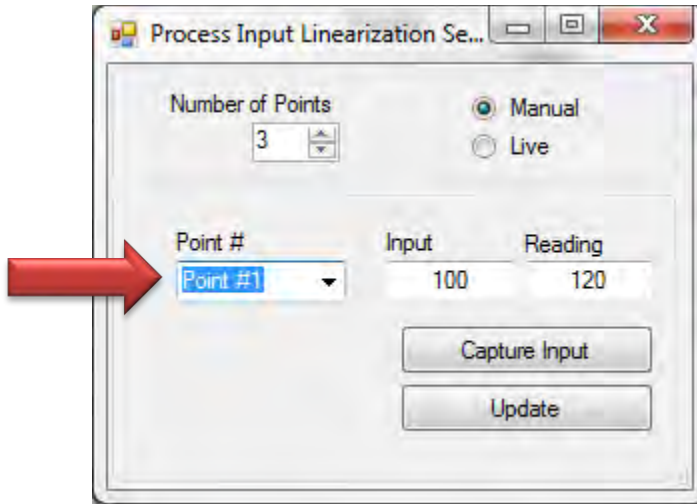 Process Input Linearization Se...
Number of Points
3
Manual
Live
Point #
Input
Reading
Point #1
100
120
Capture Input
Update